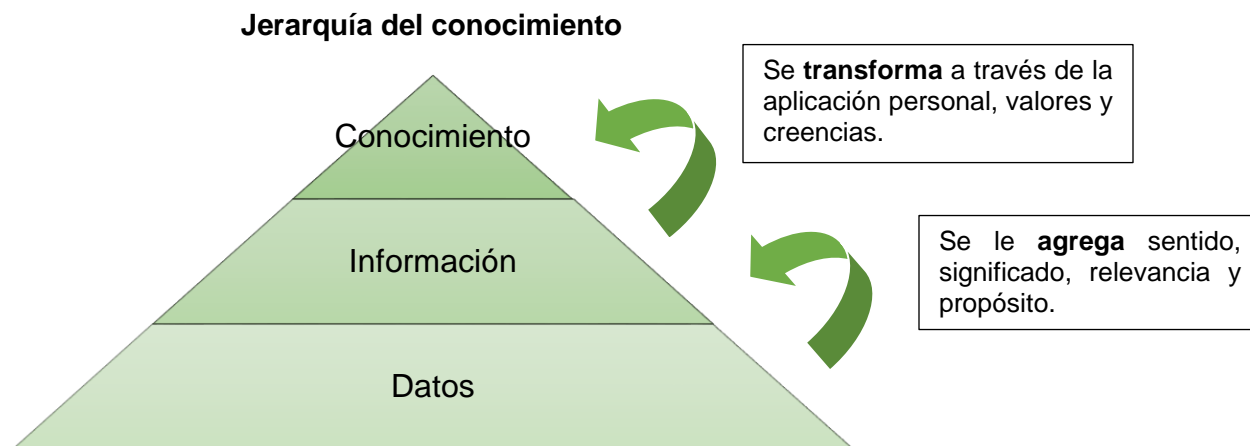 Jerarquía del conocimiento
Se transforma a través de la
aplicación personal, valores y
creencias.
Conocimiento
Se le agrega sentido,
significado, relevancia y
propósito.
Información
Datos